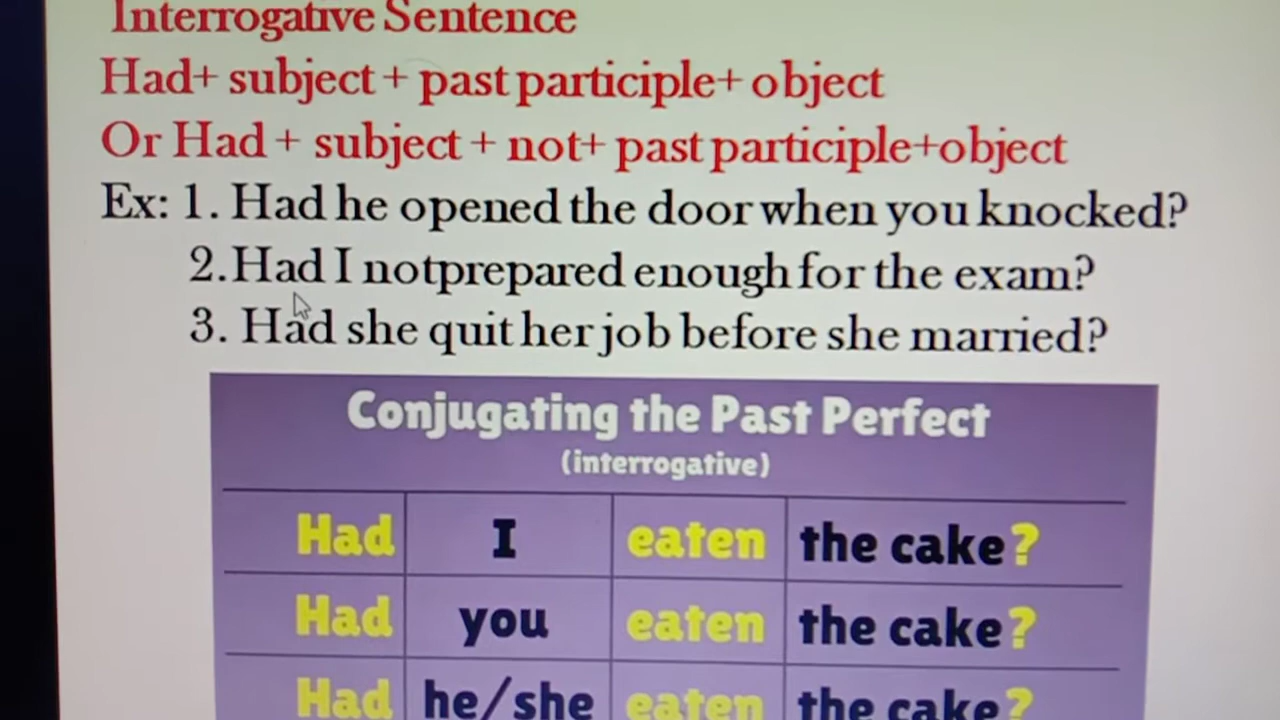 Interrogative Sentence
Had+ subject + past participle+ object
Or Had + subject + not+ past participle+object
Ex: 1. Had he opened the door when you knocked?
2.Had I notprepared enough for the exam?
3. Had she quit her job before she married?
Conjugating the Past Perfect
(interrogative)
Had I eaten the cake?
Had you eaten the cake?
Had he/she eaten the cake?